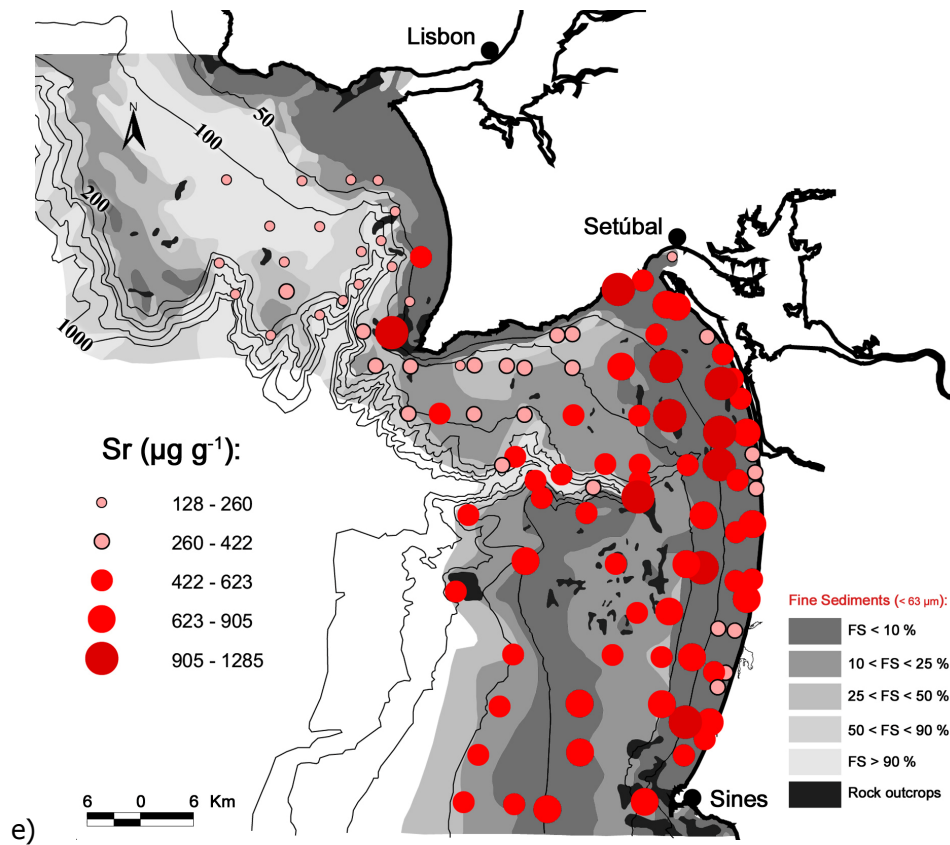 Lisbon
50
100
N
200
Setúbal
1000
Sr (µg g⁻¹):
128 - 260
260 - 422
422 - 623
623 - 905
905 - 1285
Fine Sediments (< 63 µm):
FS < 10 %
10 < FS < 25 %
25 < FS < 50 %
50 < FS < 90 %
FS > 90 %
Rock outcrops
6 0 6 Km
Sines
e)